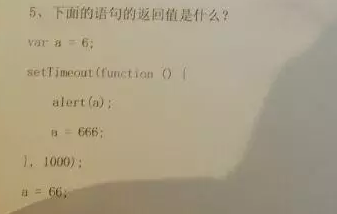 5、下面的语句的返回值是什么?
var a = 6;
setTimeout(function () {
alert(a);
a = 666;
}, 1000);
a = 66;